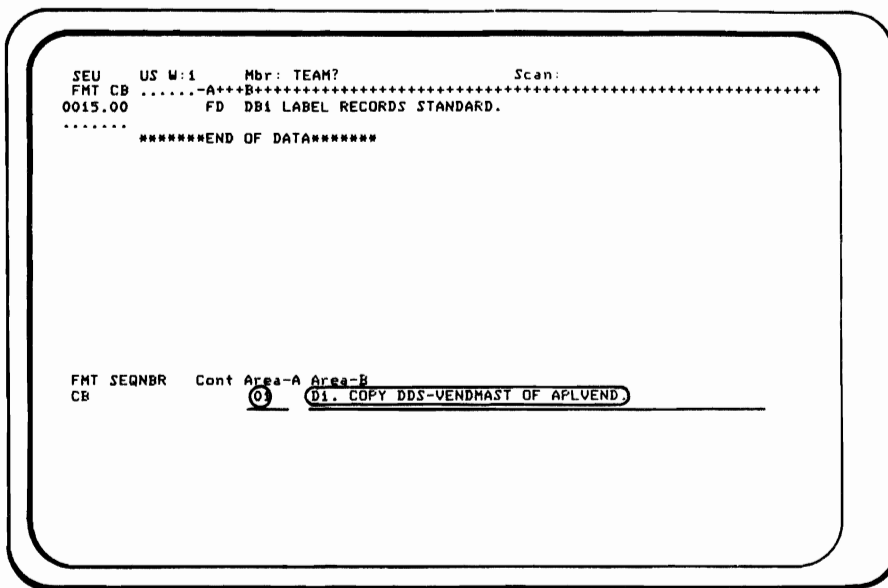 SEU US W:1 Mbr: TEAM? Scan:
FMT CB ......-A+++B++++++++++++++++++++++++++++++++++++++++++++++++++++++++++++
0015.00 FD DB1 LABEL RECORDS STANDARD.
.......
*******END OF DATA*******
FMT SEQNBR Cont Area-A Area-B
CB 01 D1. COPY DDS-VENDMAST OF APLVEND.